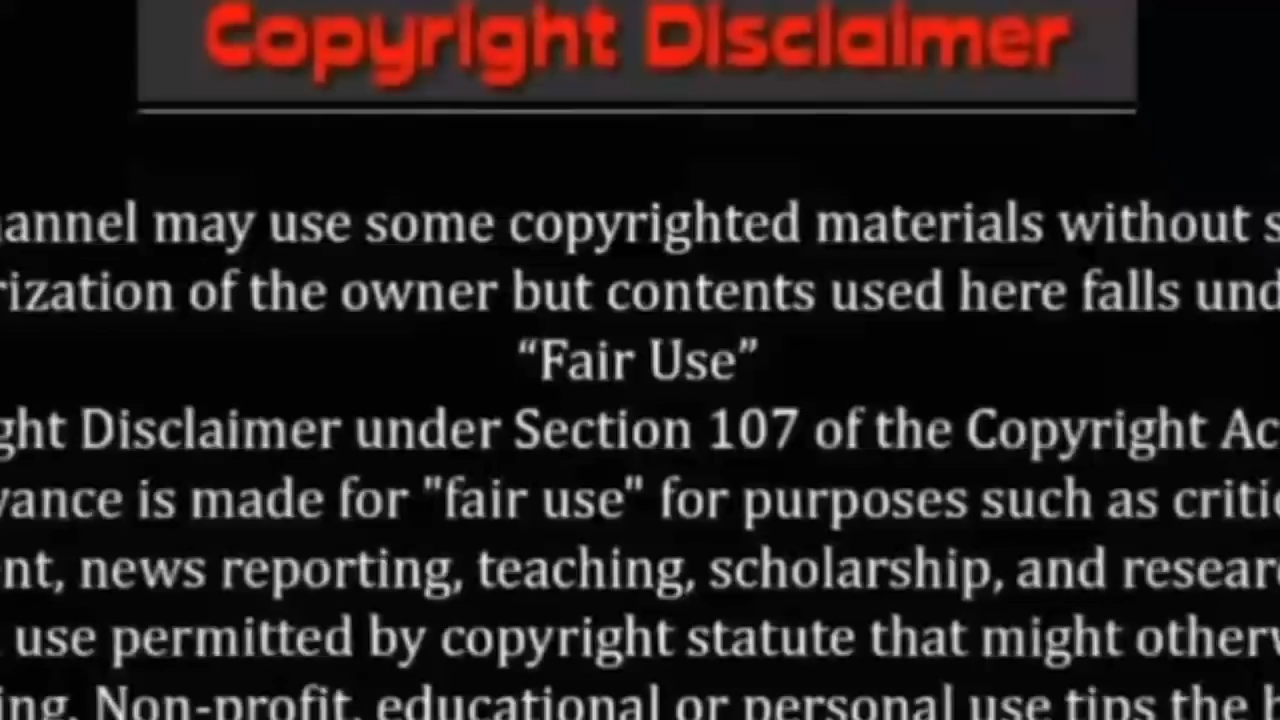 Copyright Disclaimer
hannel may use some copyrighted materials without s
rization of the owner but contents used here falls und
“Fair Use”
ght Disclaimer under Section 107 of the Copyright Ac
vance is made for "fair use" for purposes such as critic
nt, news reporting, teaching, scholarship, and researc
use permitted by copyright statute that might otherw
ing. Non-profit, educational or personal use tips the b